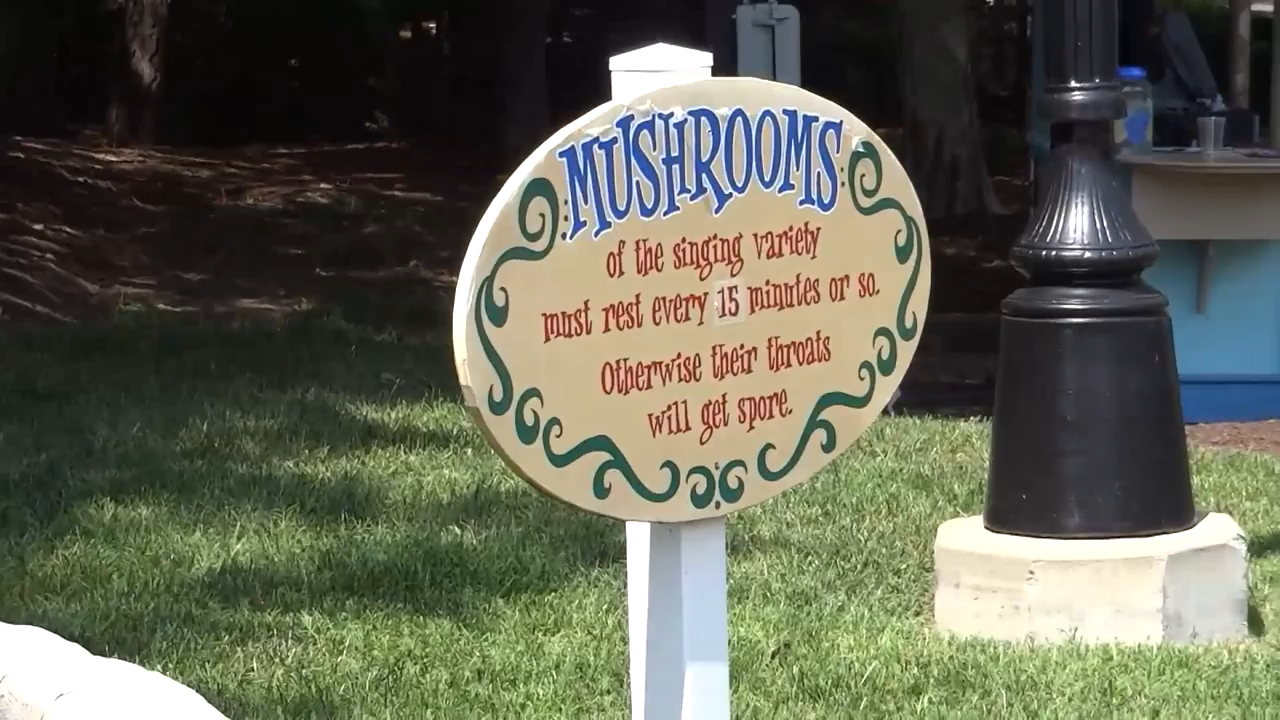 MUSHROOMS
of the singing variety
must rest every 15 minutes or so.
Otherwise their throats
will get spore.